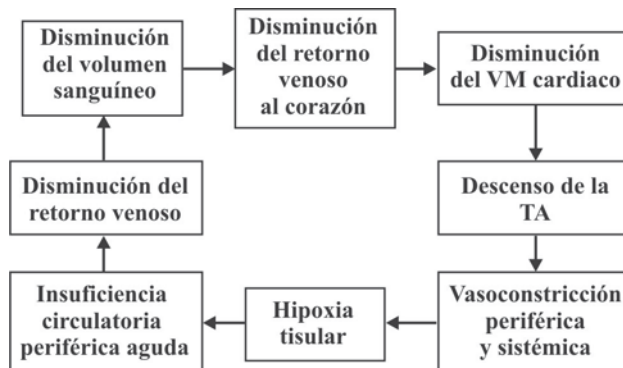 Disminución
del volumen
sanguíneo
Disminución
del retorno
venoso
al corazón
Disminución
del VM cardiaco
Descenso de la
TA
Vasoconstricción
periférica
y sistémica
Hipoxia
tisular
Insuficiencia
circulatoria
periférica aguda
Disminución del
retorno venoso